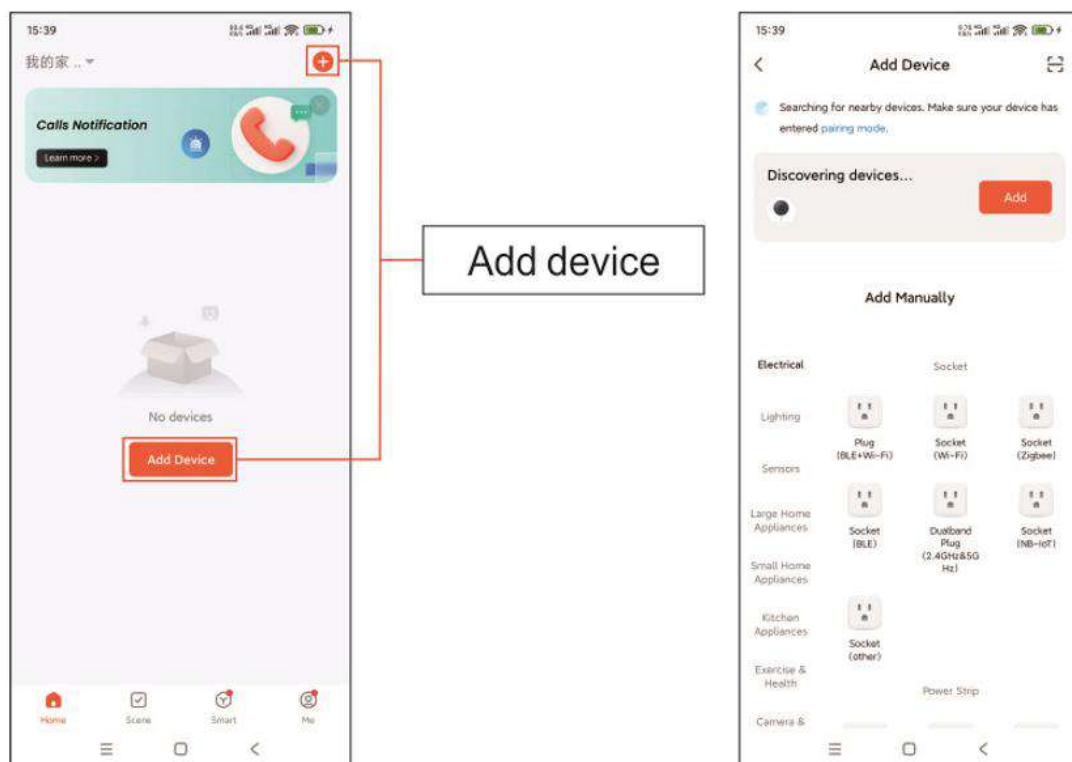 15:39
我的家 .. ▾
Calls Notification
Learn more >
No devices
Add Device
Home
Scene
Smart
Me
Add device
15:39
Add Device
Searching for nearby devices. Make sure your device has
entered pairing mode.
Discovering devices...
Add
Add Manually
Electrical
Lighting
Sensors
Large Home
Appliances
Small Home
Appliances
Kitchen
Appliances
Exercise &
Health
Camera &
Socket
Plug
(BLE+Wi-Fi)
Socket
(Wi-Fi)
Socket
(Zigbee)
Socket
(BLE)
Dualband
Plug
(2.4GHz&5G
Hz)
Socket
(NB-IoT)
Socket
(other)
Power Strip